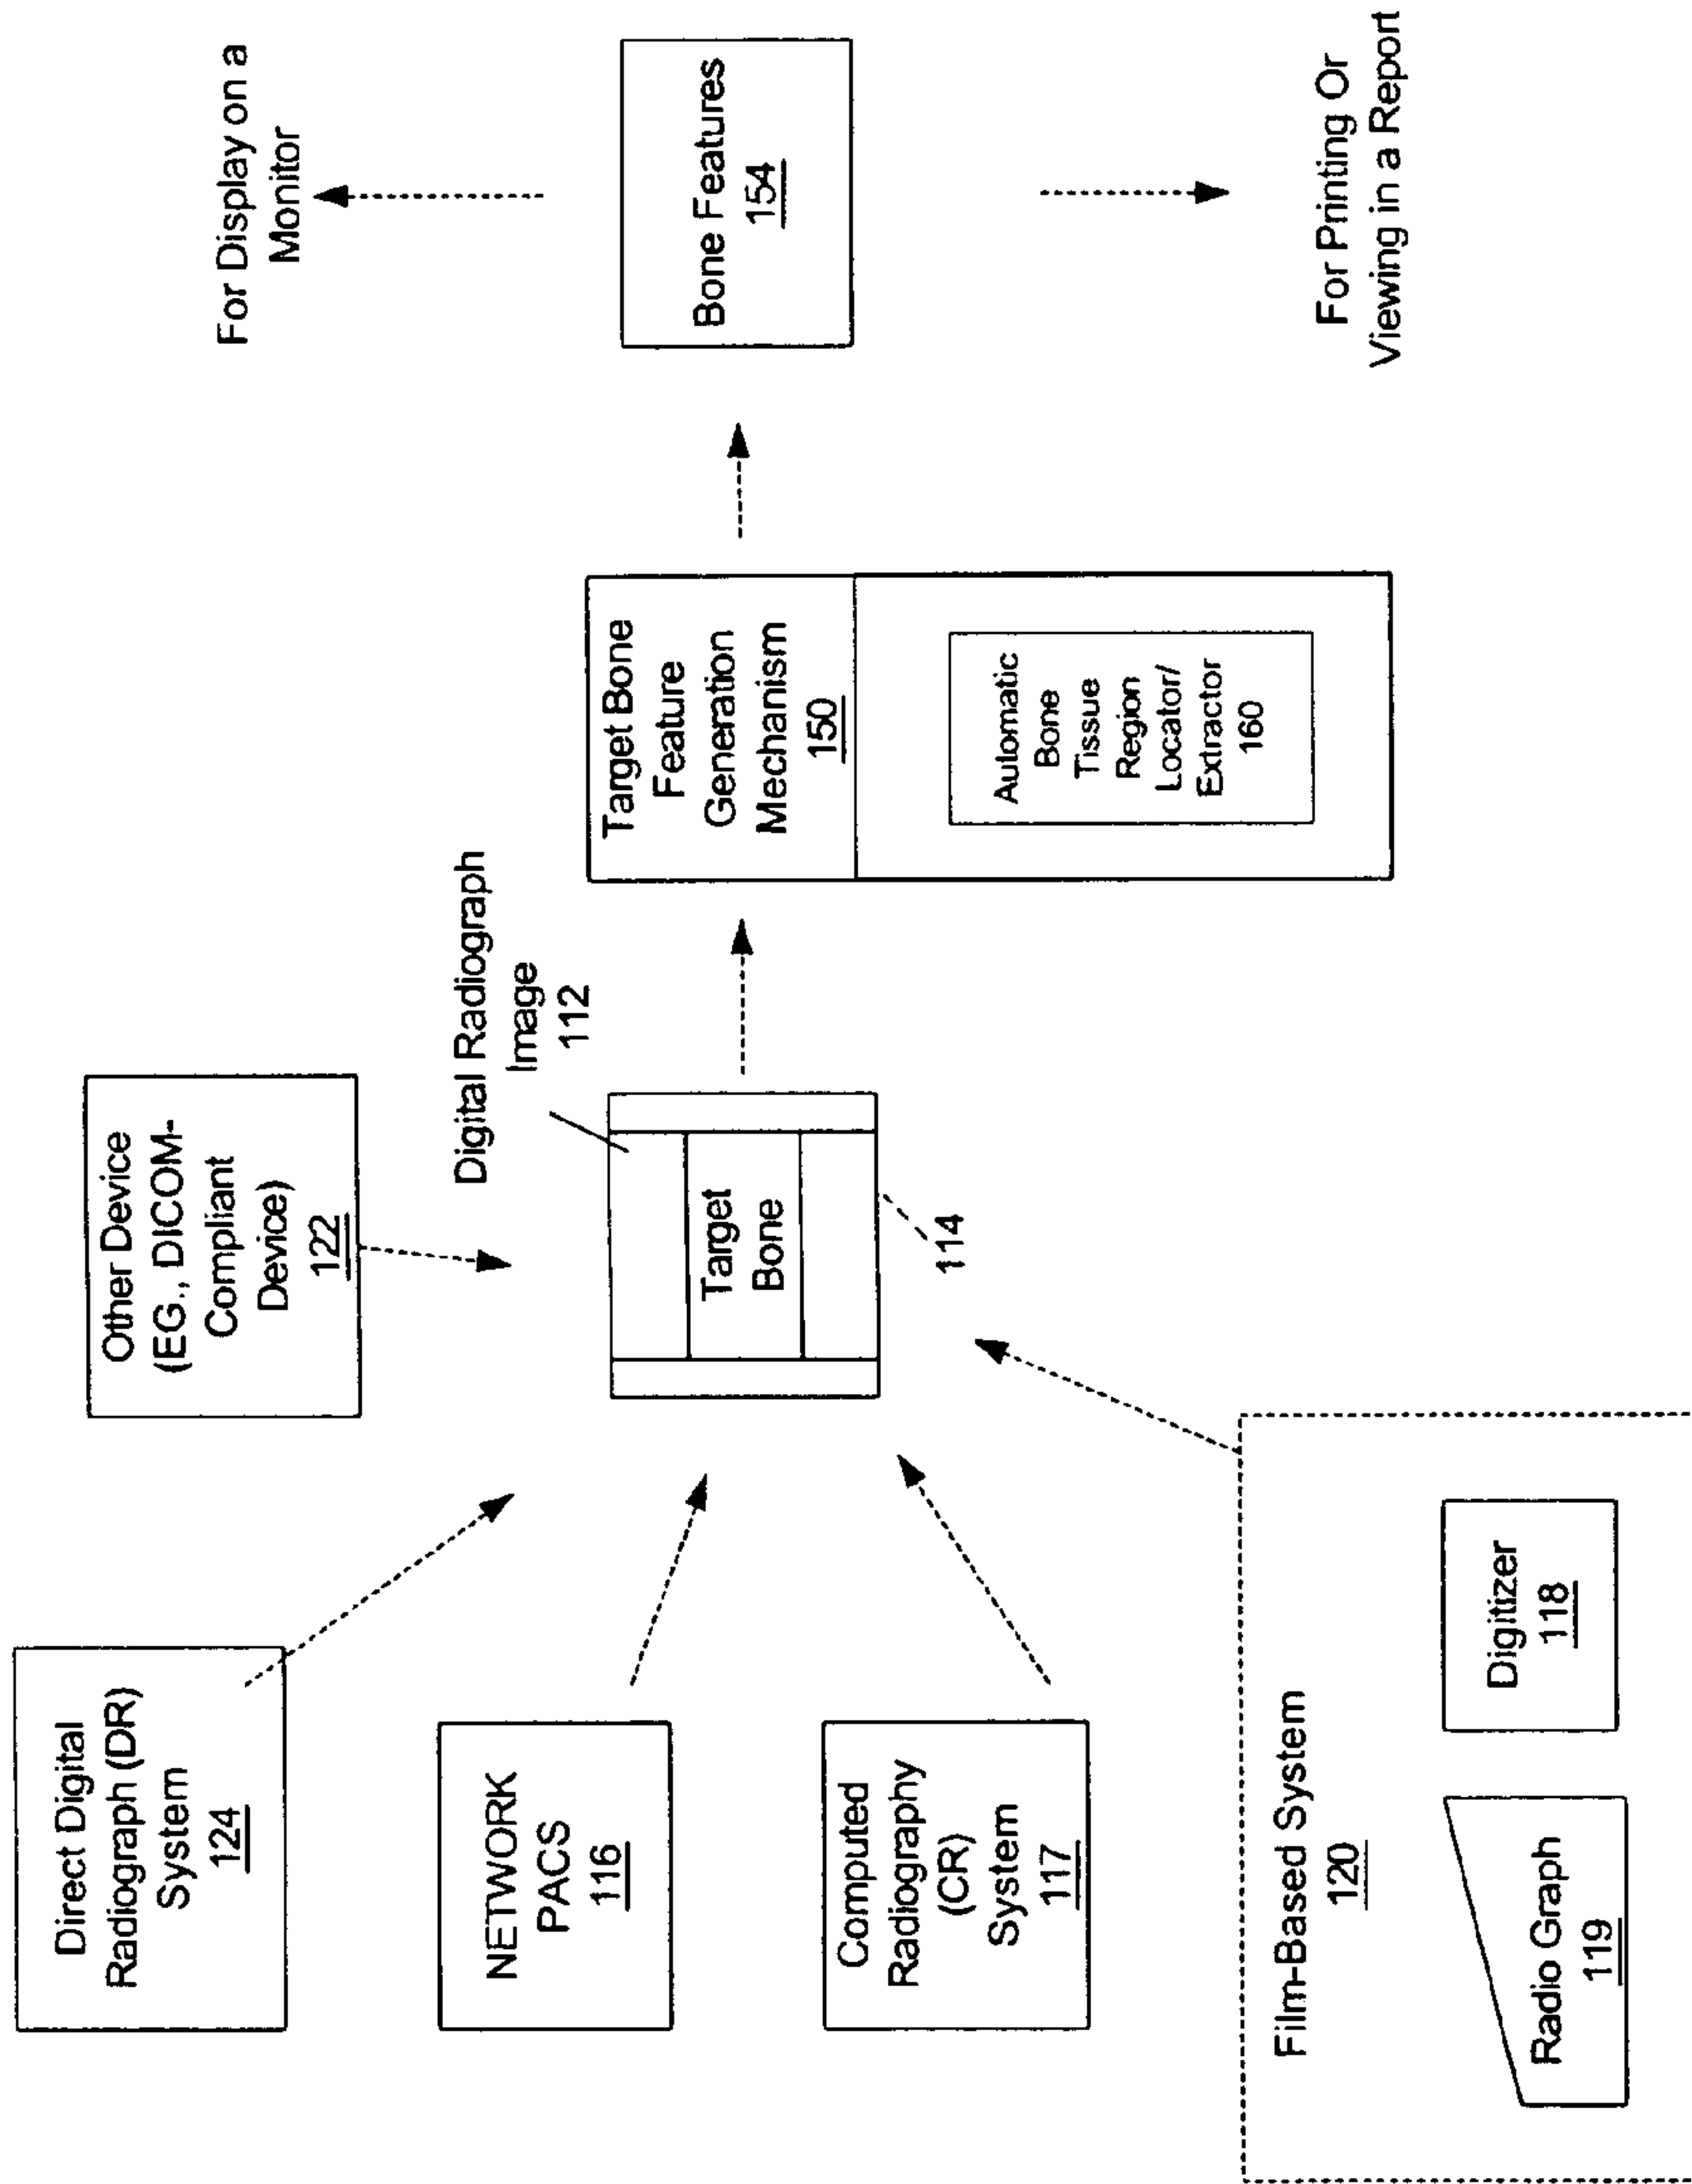 Direct Digital
Radiograph (DR)
System
124
NETWORK
PACS
116
Computed
Radiography
(CR)
System
117
Film-Based System
120
Radio Graph
119
Digitizer
118
Other Device
(EG., DICOM-
Compliant
Device)
122
Digital Radiograph
Image
112
Target
Bone
114
Target Bone
Feature
Generation
Mechanism
150
Automatic
Bone
Tissue
Region
Locator/
Extractor
160
For Display on a
Monitor
Bone Features
154
For Printing Or
Viewing in a Report